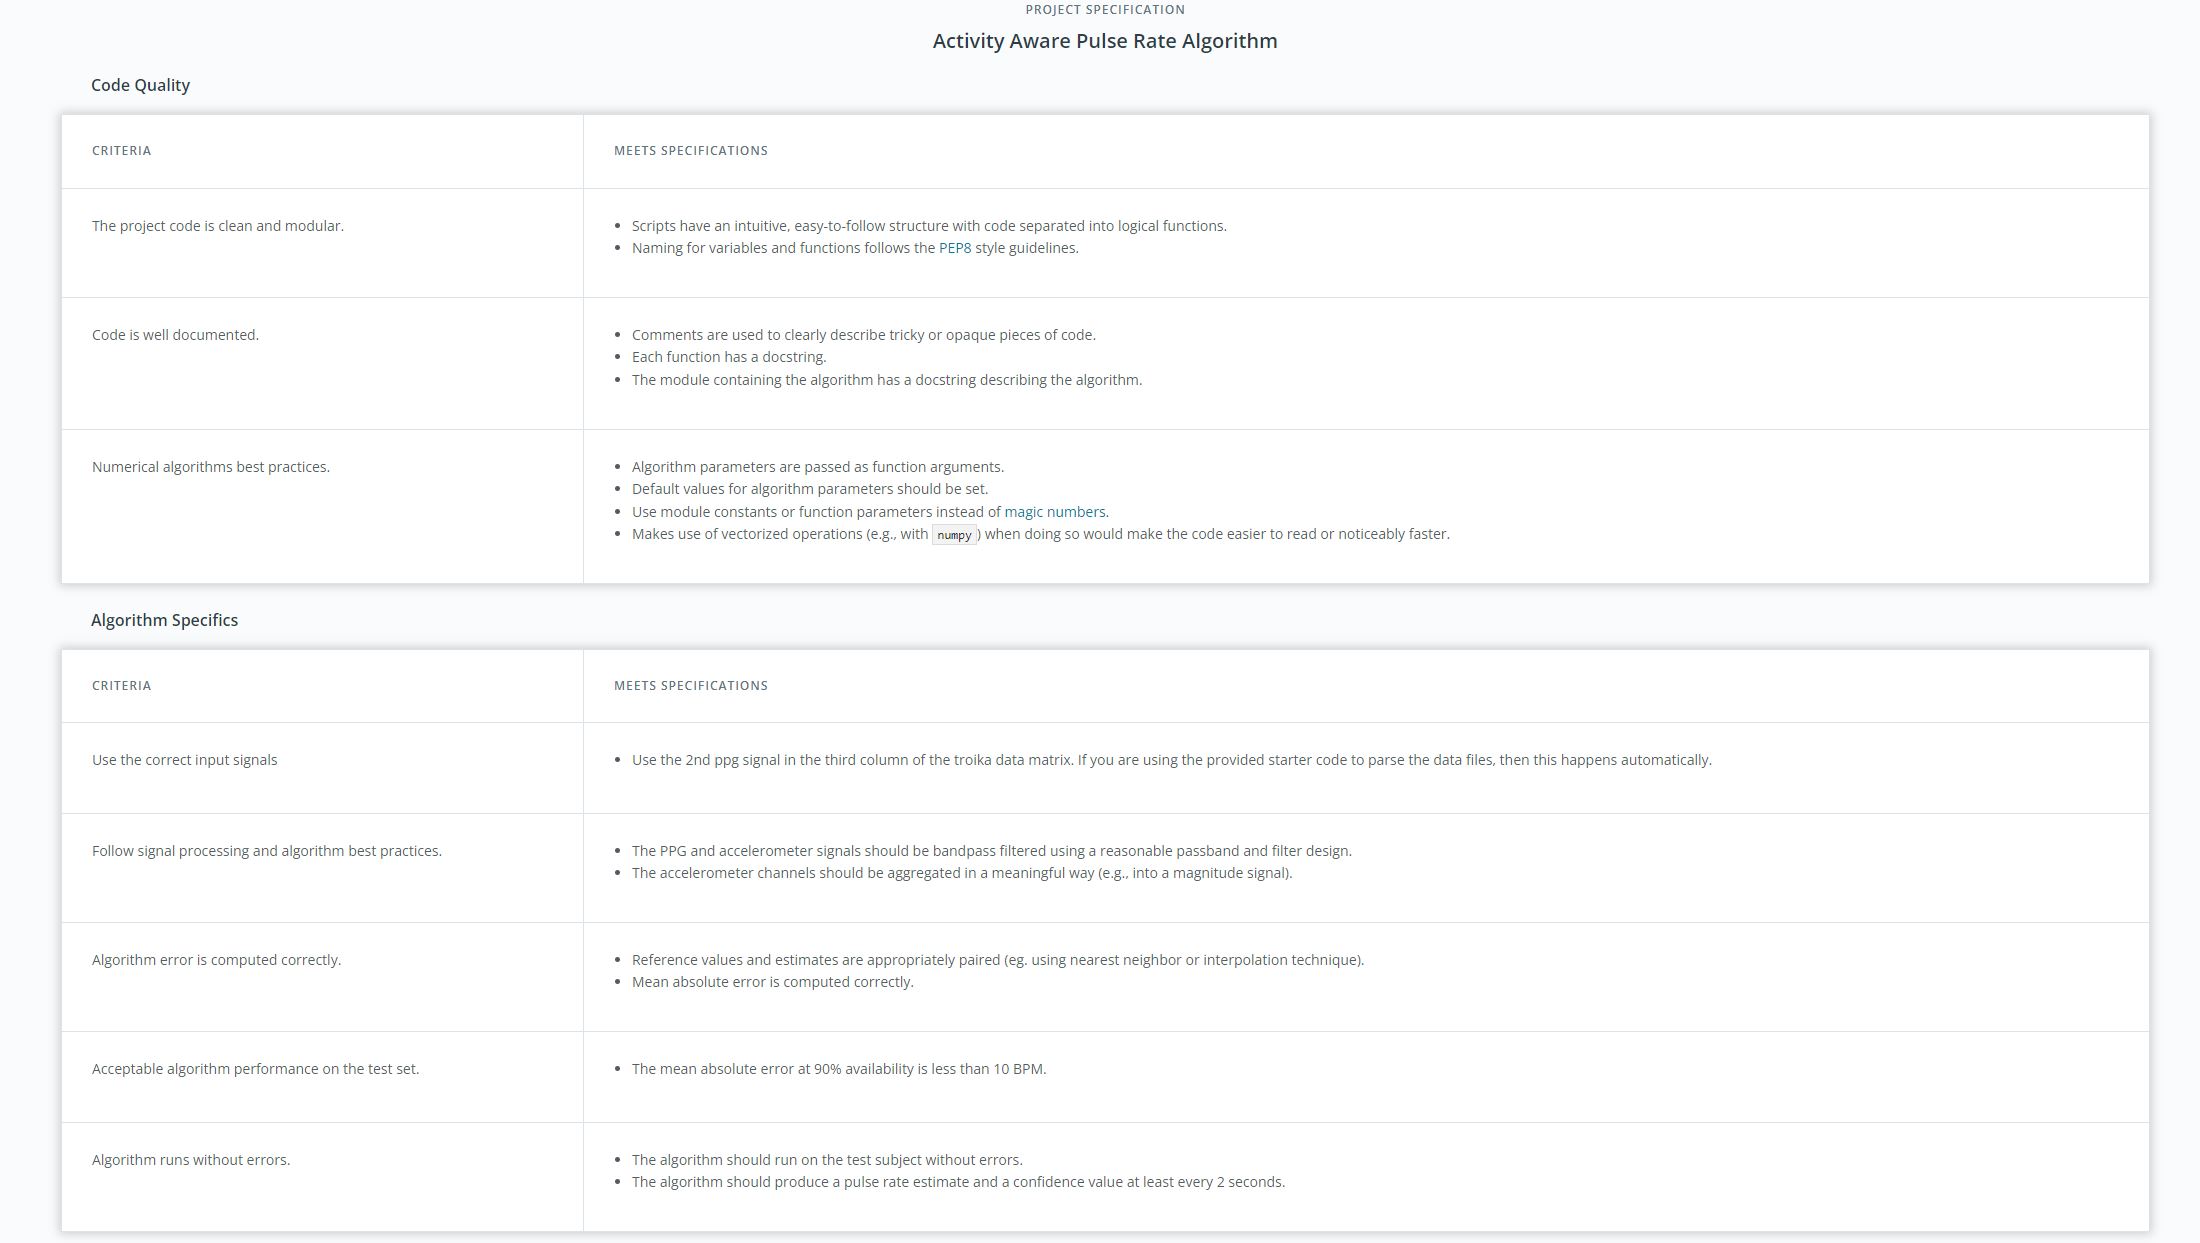 PROJECT SPECIFICATION
Activity Aware Pulse Rate Algorithm
Code Quality
CRITERIA
MEETS SPECIFICATIONS
The project code is clean and modular.
Scripts have an intuitive, easy-to-follow structure with code separated into logical functions.
Naming for variables and functions follows the PEP8 style guidelines.
Code is well documented.
Comments are used to clearly describe tricky or opaque pieces of code.
Each function has a docstring.
The module containing the algorithm has a docstring describing the algorithm.
Numerical algorithms best practices.
Algorithm parameters are passed as function arguments.
Default values for algorithm parameters should be set.
Use module constants or function parameters instead of magic numbers.
Makes use of vectorized operations (e.g., with numpy) when doing so would make the code easier to read or noticeably faster.
Algorithm Specifics
CRITERIA
MEETS SPECIFICATIONS
Use the correct input signals
Use the 2nd ppg signal in the third column of the troika data matrix. If you are using the provided starter code to parse the data files, then this happens automatically.
Follow signal processing and algorithm best practices.
The PPG and accelerometer signals should be bandpass filtered using a reasonable passband and filter design.
The accelerometer channels should be aggregated in a meaningful way (e.g., into a magnitude signal).
Algorithm error is computed correctly.
Reference values and estimates are appropriately paired (eg. using nearest neighbor or interpolation technique).
Mean absolute error is computed correctly.
Acceptable algorithm performance on the test set.
The mean absolute error at 90% availability is less than 10 BPM.
Algorithm runs without errors.
The algorithm should run on the test subject without errors.
The algorithm should produce a pulse rate estimate and a confidence value at least every 2 seconds.